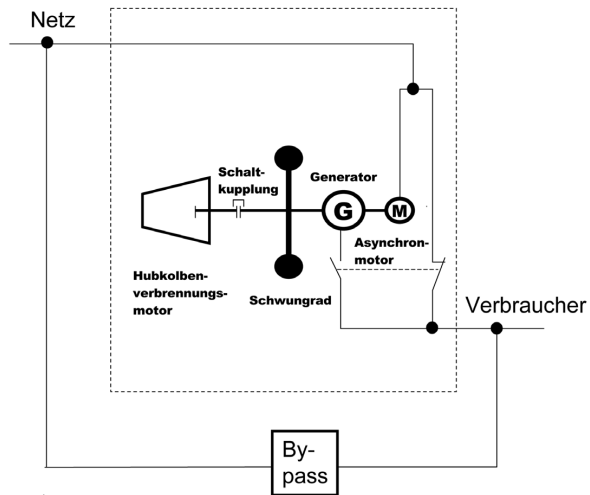 Netz
Schalt-
kupplung
Generator
G
M
Asynchron-
motor
Hubkolben-
verbrennungs-
motor
Schwungrad
Verbraucher
By-
pass